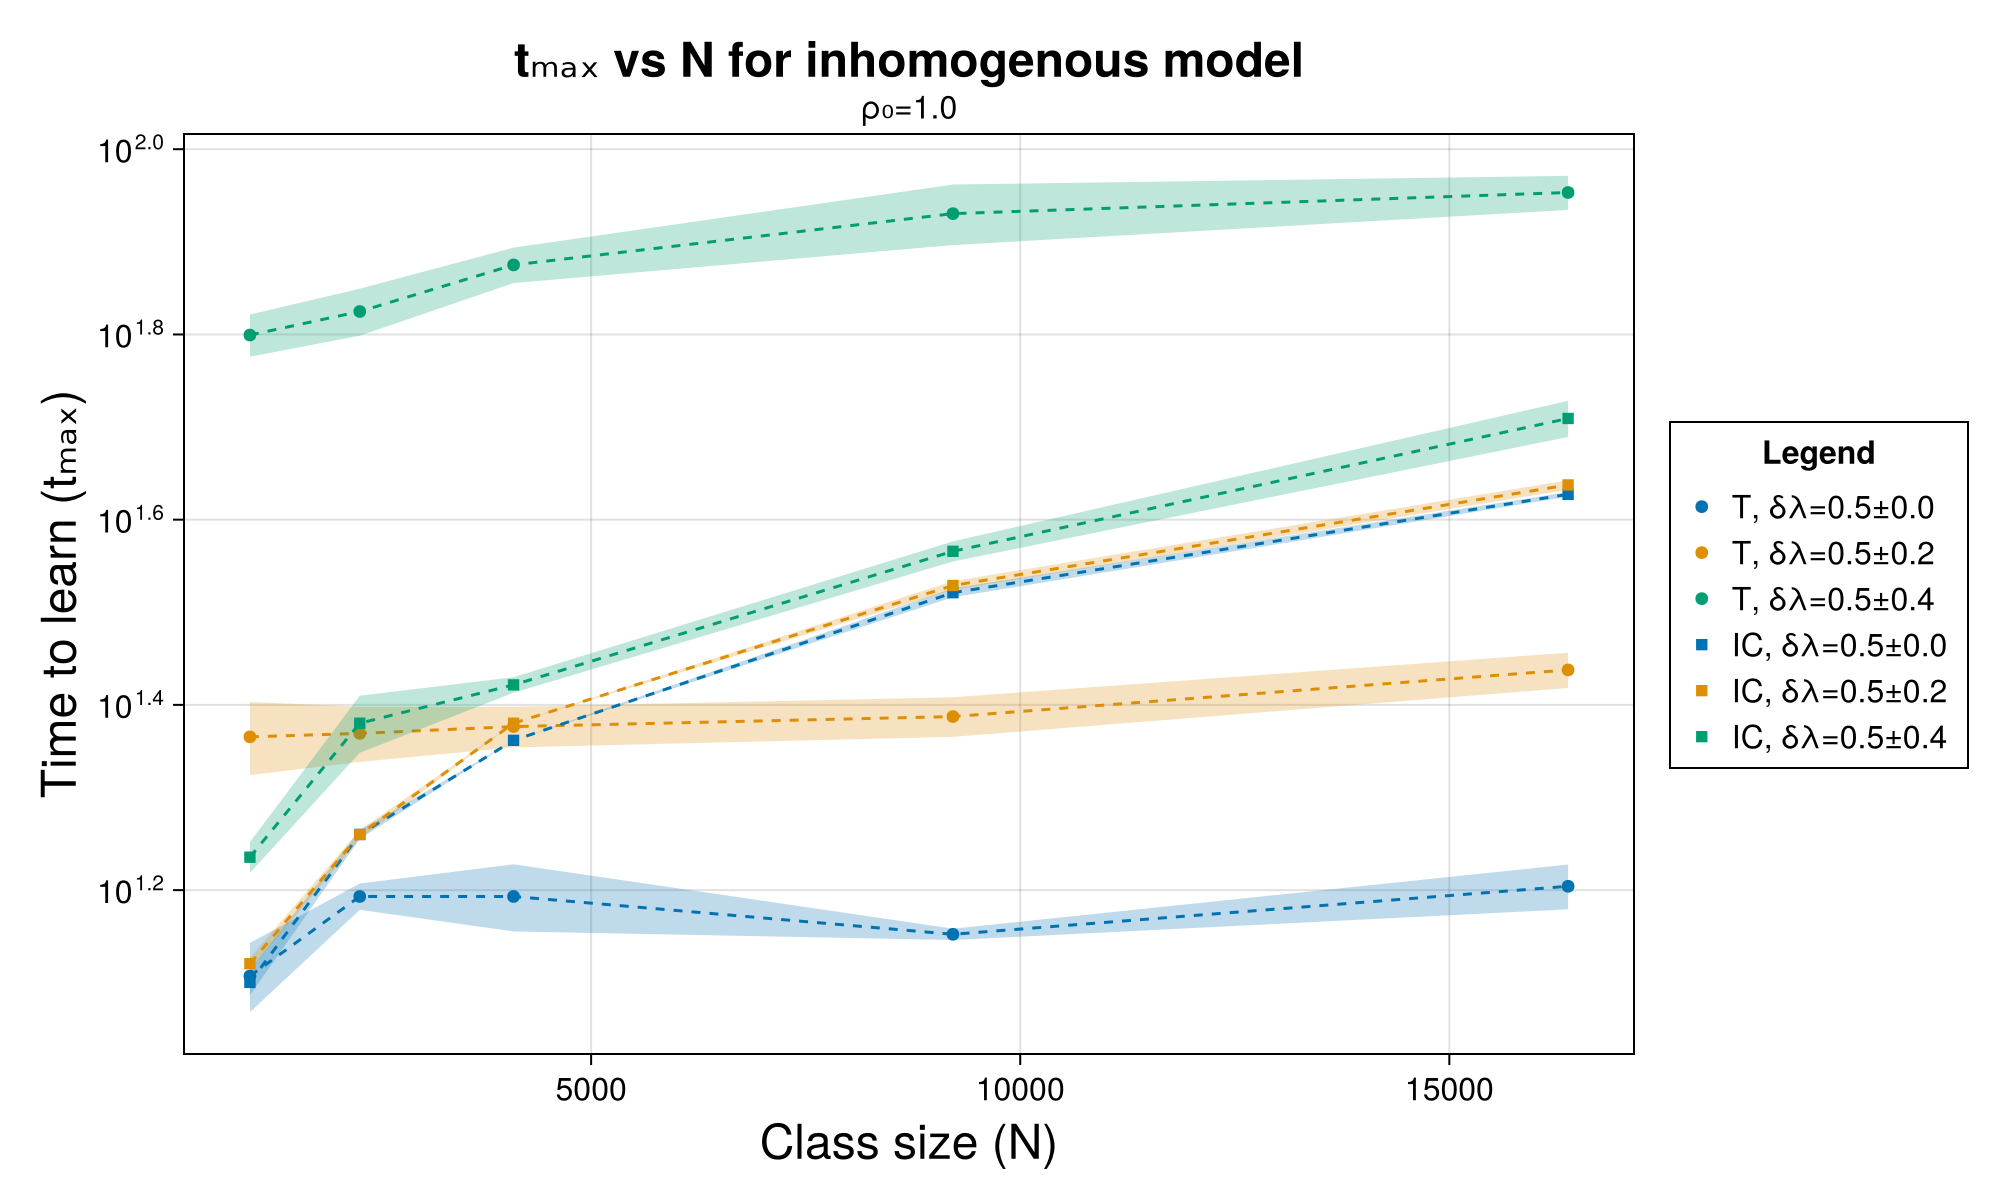 tₘₐₓ vs N for inhomogenous model
ρ₀=1.0
10^2.0
10^1.8
10^1.6
10^1.4
10^1.2
Time to learn (tₘₐₓ)
5000 10000 15000
Class size (N)
Legend
T, δλ=0.5±0.0
T, δλ=0.5±0.2
T, δλ=0.5±0.4
IC, δλ=0.5±0.0
IC, δλ=0.5±0.2
IC, δλ=0.5±0.4